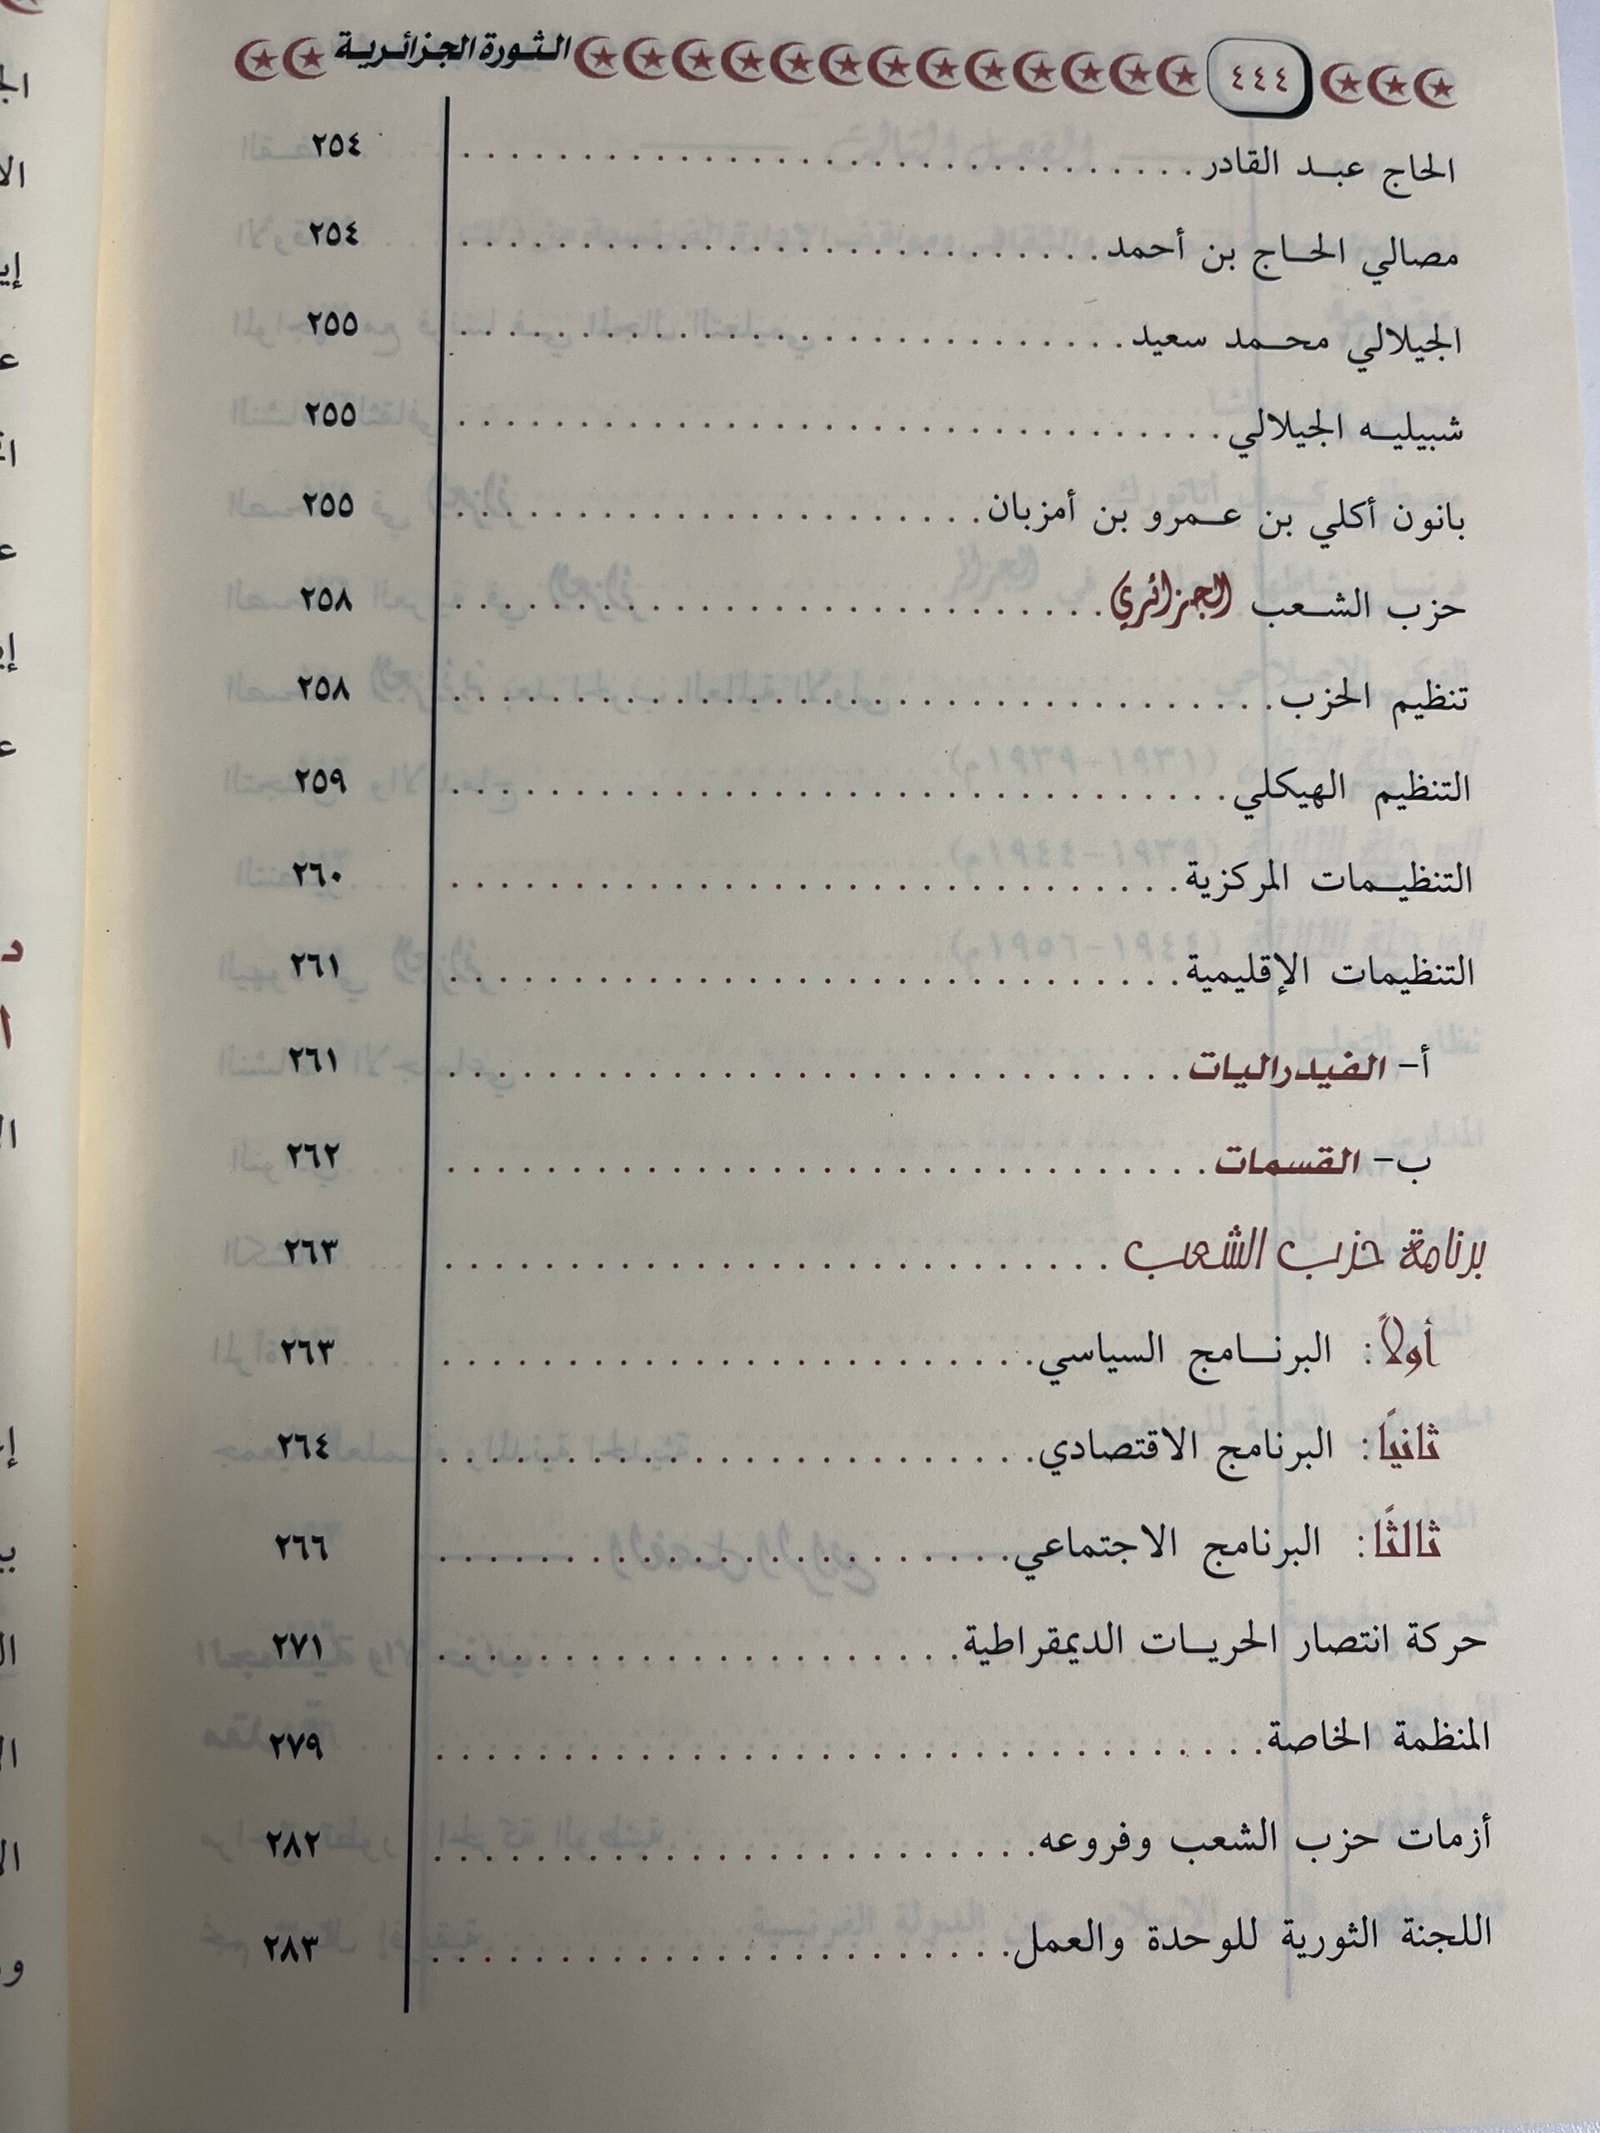 ٤٤٤ الثورة الجزائرية
الحاج عبد القادر ........ ٢٥٤
مصالي الحاج بن أحمد ........ ٢٥٤
الجيلالي محمد سعيد ........ ٢٥٥
شبيليه الجيلالي ........ ٢٥٥
بانون أكلي بن عمرو بن أمزبان ........ ٢٥٥
حزب الشعب الجزائري ........ ٢٥٨
تنظيم الحزب ........ ٢٥٨
التنظيم الهيكلي ........ ٢٥٩
التنظيمات المركزية ........ ٢٦٠
التنظيمات الإقليمية ........ ٢٦١
أ- الفيدراليات ........ ٢٦١
ب- القسمات ........ ٢٦٢
برنامج حزب الشعب ........ ٢٦٣
أولاً: البرنامج السياسي ........ ٢٦٣
ثانيًا: البرنامج الاقتصادي ........ ٢٦٤
ثالثًا: البرنامج الاجتماعي ........ ٢٦٦
حركة انتصار الحريات الديمقراطية ........ ٢٧١
المنظمة الخاصة ........ ٢٧٩
أزمات حزب الشعب وفروعه ........ ٢٨٢
اللجنة الثورية للوحدة والعمل ........ ٢٨٣